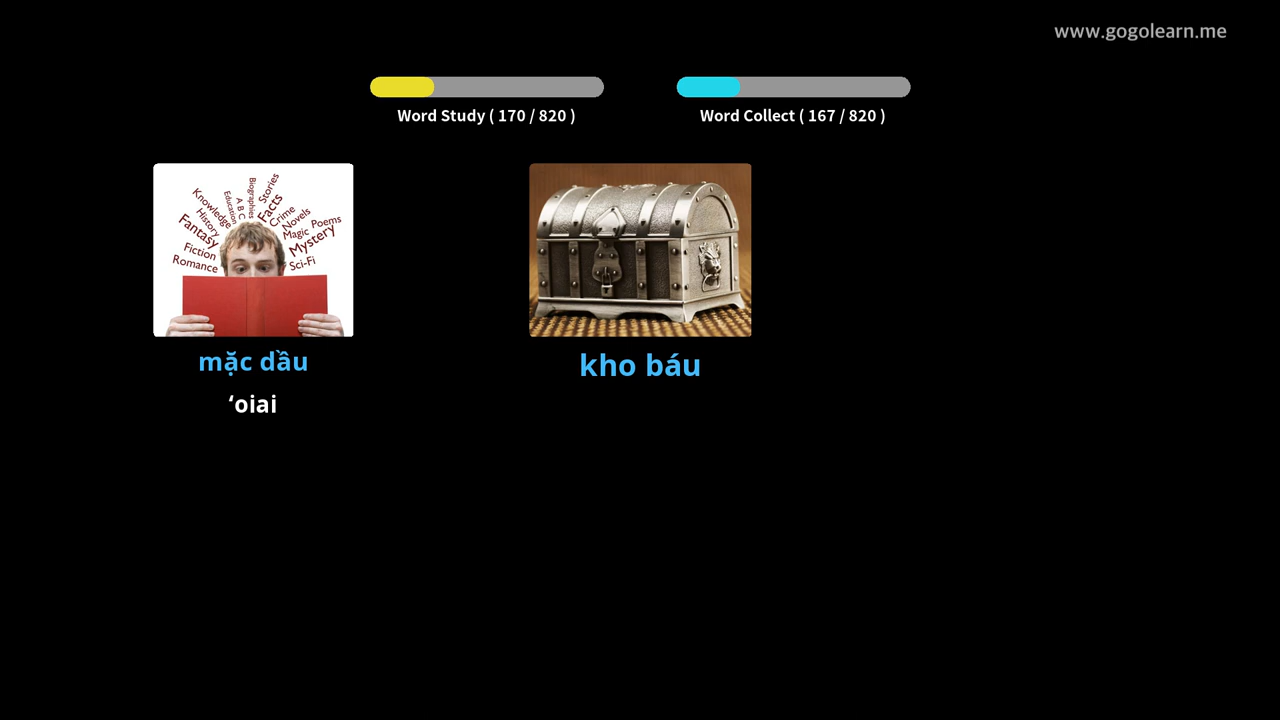 www.gogolearn.me
Word Study ( 170 / 820 )
Word Collect ( 167 / 820 )
Knowledge
History
Fantasy
Fiction
Romance
Education
A B C
Biographies
Stories
Facts
Crime
Novels
Magic Poems
Mystery
Sci-Fi
mặc dầu
ʻoiai
kho báu